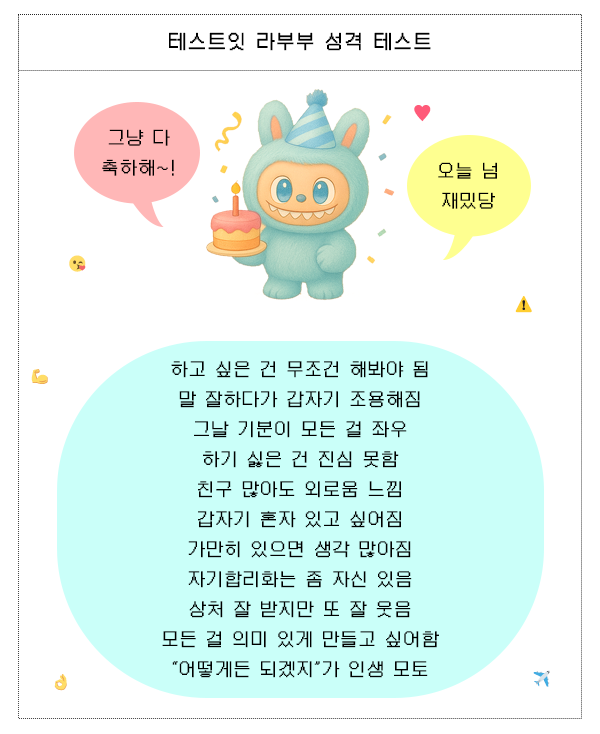 테스트잇 라부부 성격 테스트
그냥 다
축하해~!
오늘 넘
재밌당
하고 싶은 건 무조건 해봐야 됨
말 잘하다가 갑자기 조용해짐
그날 기분이 모든 걸 좌우
하기 싫은 건 진심 못함
친구 많아도 외로움 느낌
갑자기 혼자 있고 싶어짐
가만히 있으면 생각 많아짐
자기합리화는 좀 자신 있음
상처 잘 받지만 또 잘 웃음
모든 걸 의미 있게 만들고 싶어함
“어떻게든 되겠지”가 인생 모토